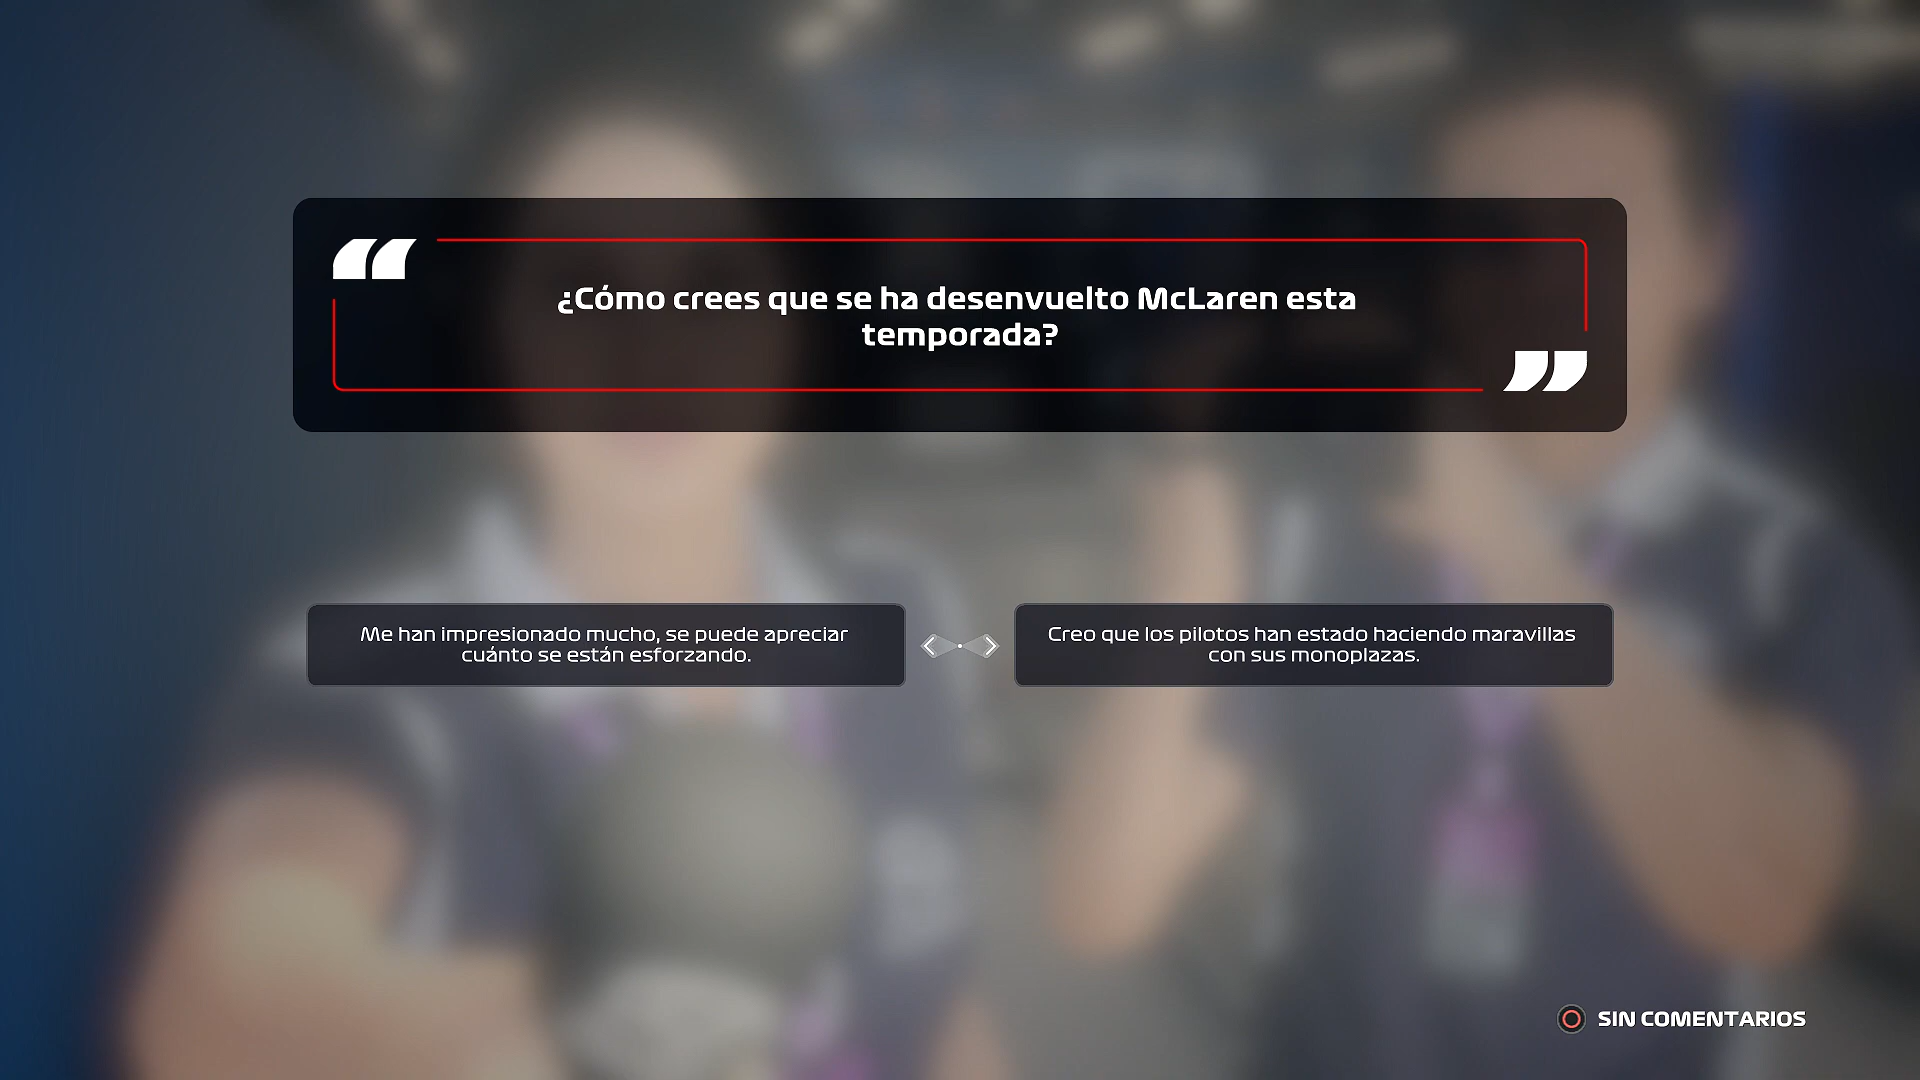 ¿Cómo crees que se ha desenvuelto McLaren esta
temporada?
Me han impresionado mucho, se puede apreciar
cuánto se están esforzando.
Creo que los pilotos han estado haciendo maravillas
con sus monoplazas.
SIN COMENTARIOS